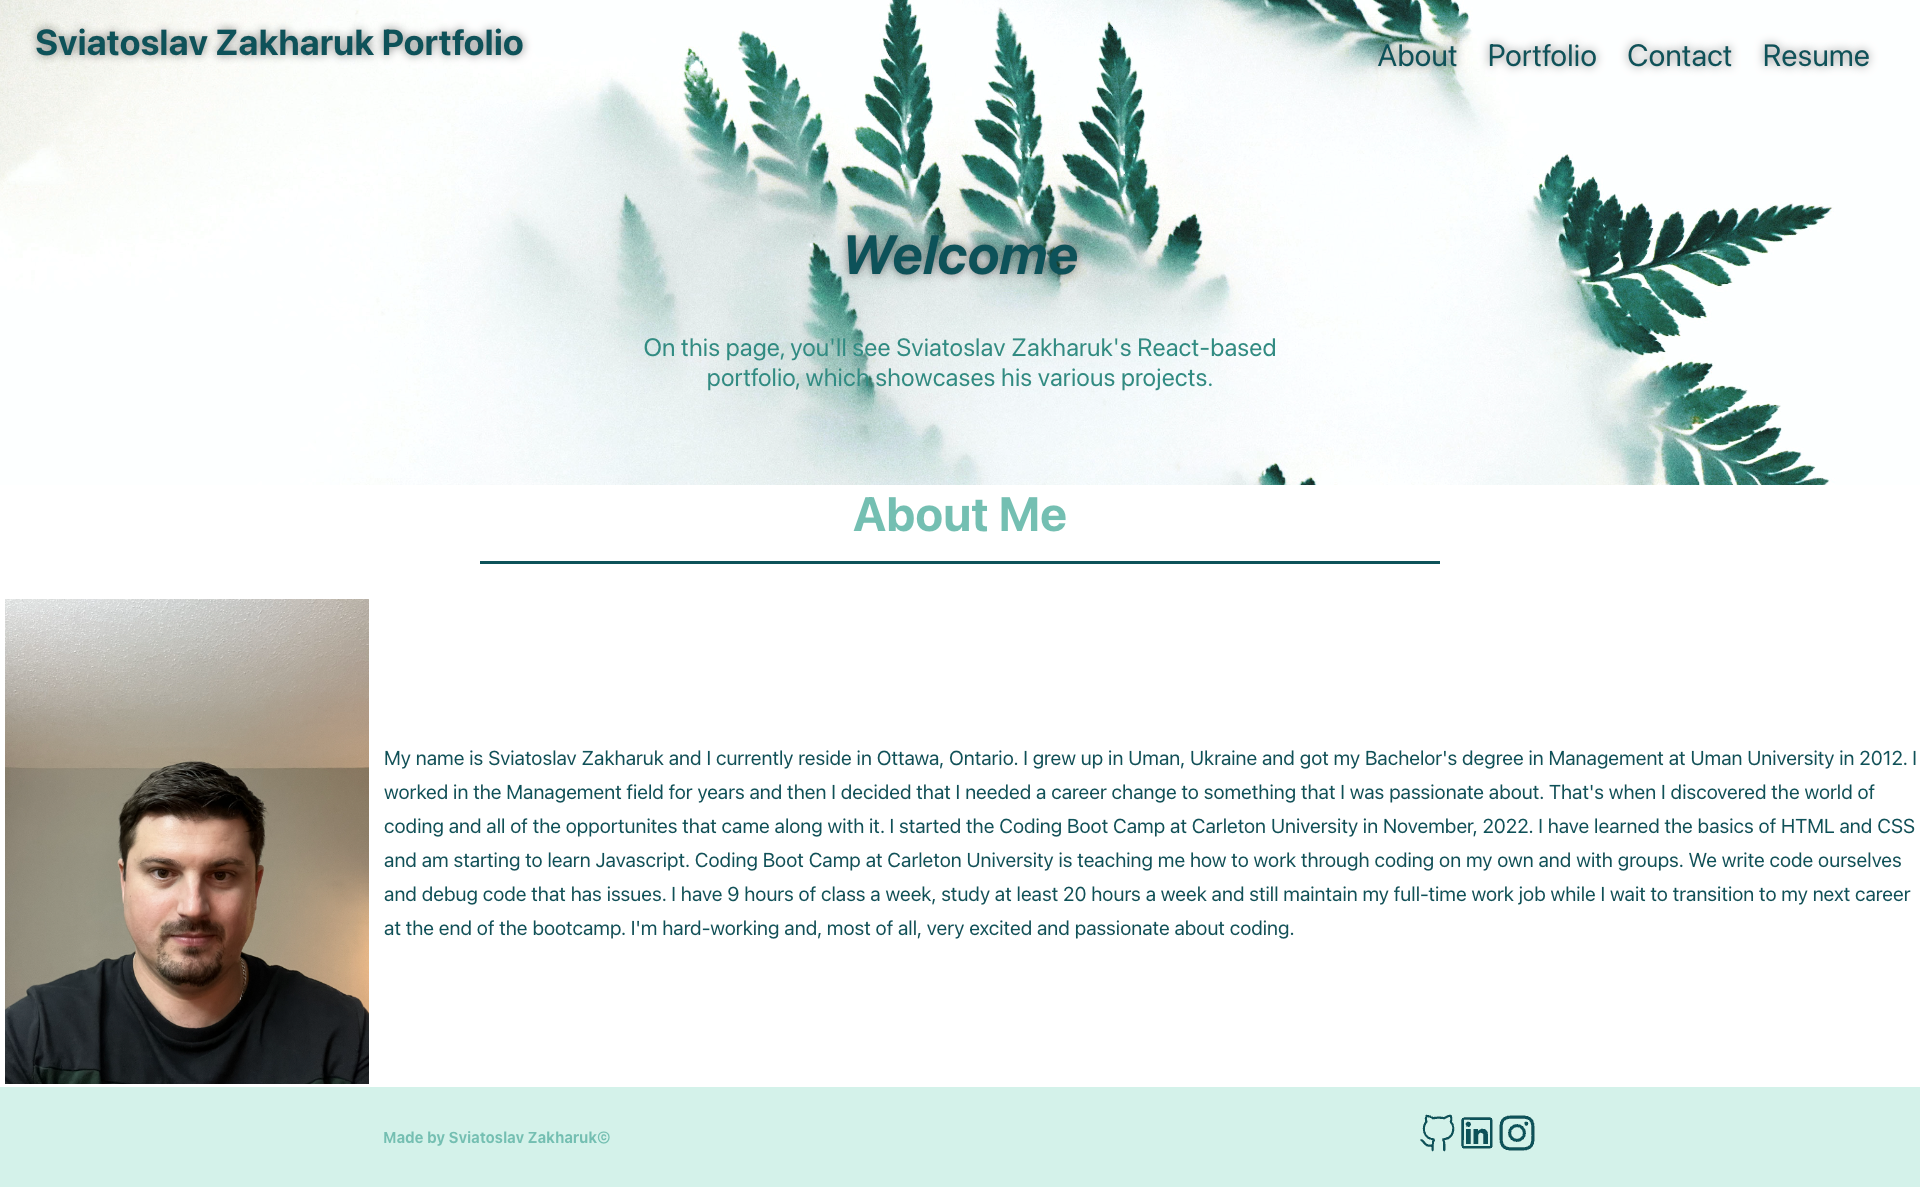 Sviatoslav Zakharuk Portfolio
About Portfolio Contact Resume
Welcome
On this page, you'll see Sviatoslav Zakharuk's React-based
portfolio, which showcases his various projects.
About Me
My name is Sviatoslav Zakharuk and I currently reside in Ottawa, Ontario. I grew up in Uman, Ukraine and got my Bachelor's degree in Management at Uman University in 2012. I
worked in the Management field for years and then I decided that I needed a career change to something that I was passionate about. That's when I discovered the world of
coding and all of the opportunites that came along with it. I started the Coding Boot Camp at Carleton University in November, 2022. I have learned the basics of HTML and CSS
and am starting to learn Javascript. Coding Boot Camp at Carleton University is teaching me how to work through coding on my own and with groups. We write code ourselves
and debug code that has issues. I have 9 hours of class a week, study at least 20 hours a week and still maintain my full-time work job while I wait to transition to my next career
at the end of the bootcamp. I'm hard-working and, most of all, very excited and passionate about coding.
Made by Sviatoslav Zakharuk©
in